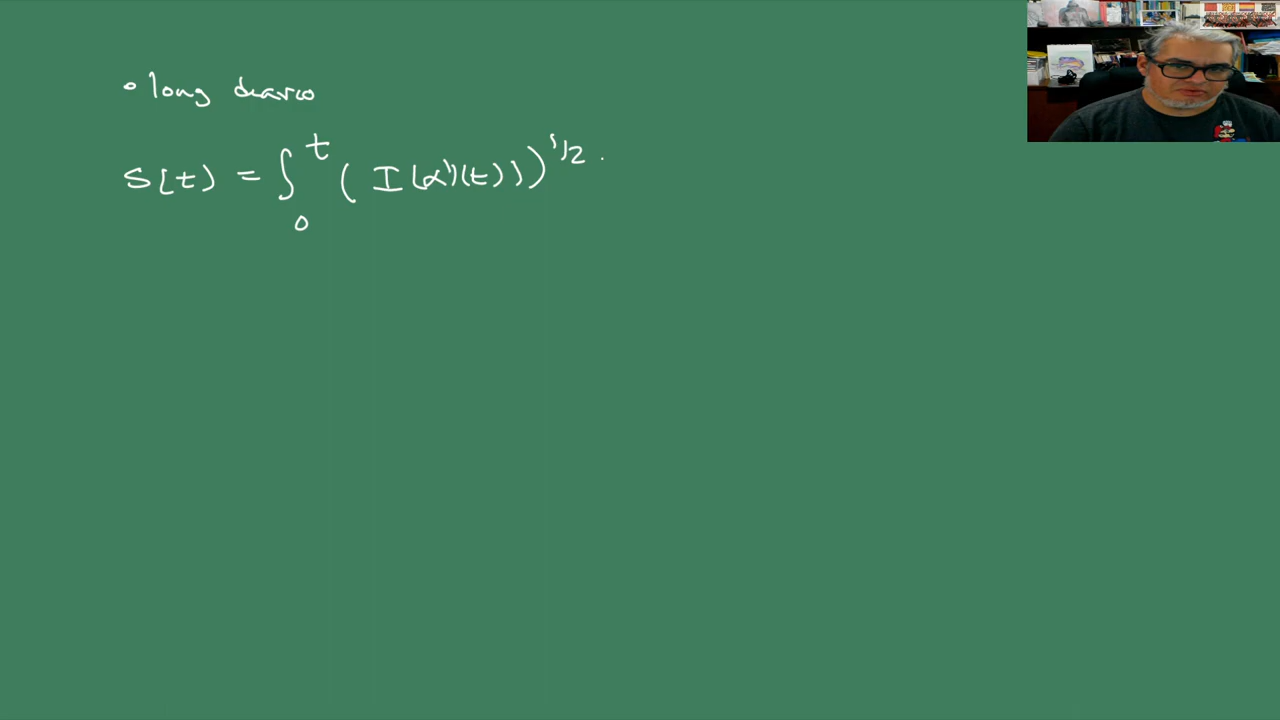 • long de arco
S(t) = ∫₀ᵗ ( I(α'(t)) )^{1/2}.